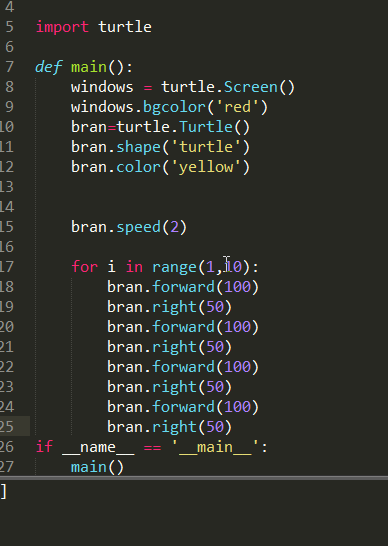 4
5 import turtle
6
7 def main():
8 windows = turtle.Screen()
9 windows.bgcolor('red')
10 bran=turtle.Turtle()
11 bran.shape('turtle')
12 bran.color('yellow')
13
14
15 bran.speed(2)
16
17 for i in range(1,10):
18 bran.forward(100)
19 bran.right(50)
20 bran.forward(100)
21 bran.right(50)
22 bran.forward(100)
23 bran.right(50)
24 bran.forward(100)
25 bran.right(50)
26 if __name__ == '__main__':
27 main()
]